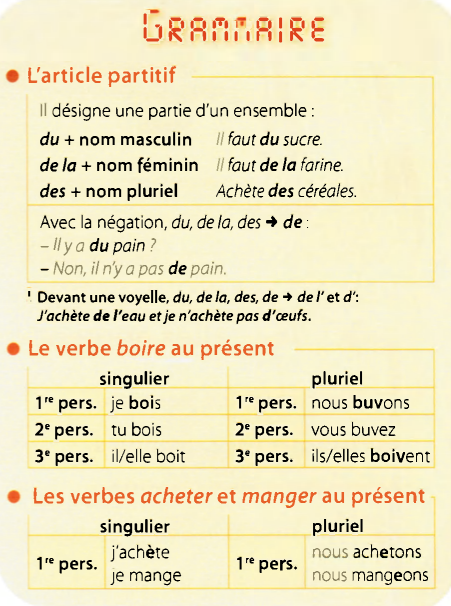 GRAMMAIRE
● L'article partitif
Il désigne une partie d'un ensemble :
du + nom masculin Il faut du sucre.
de la + nom féminin Il faut de la farine.
des + nom pluriel Achète des céréales.
Avec la négation, du, de la, des → de :
– Il y a du pain ?
– Non, il n'y a pas de pain.
! Devant une voyelle, du, de la, des, de → de l' et d':
J'achète de l'eau et je n'achète pas d'œufs.
● Le verbe boire au présent
singulier pluriel
1re pers. je bois 1re pers. nous buvons
2e pers. tu bois 2e pers. vous buvez
3e pers. il/elle boit 3e pers. ils/elles boivent
● Les verbes acheter et manger au présent
singulier pluriel
1re pers. j'achète 1re pers. nous achetons
je mange nous mangeons